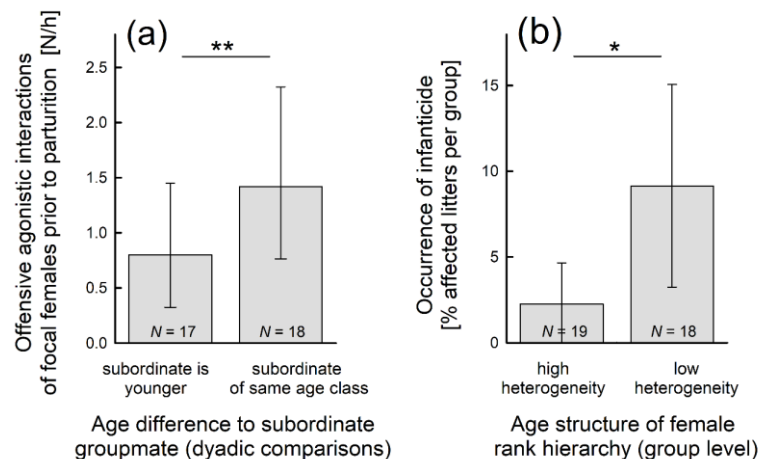 (a)
Offensive agonistic interactions
of focal females prior to parturition [N/h]
2.5
2.0
1.5
1.0
0.5
0.0
**
N = 17
N = 18
subordinate is
younger
subordinate
of same age class
Age difference to subordinate
groupmate (dyadic comparisons)
(b)
Occurrence of infanticide
[% affected litters per group]
15
10
5
0
*
N = 19
N = 18
high
heterogeneity
low
heterogeneity
Age structure of female
rank hierarchy (group level)